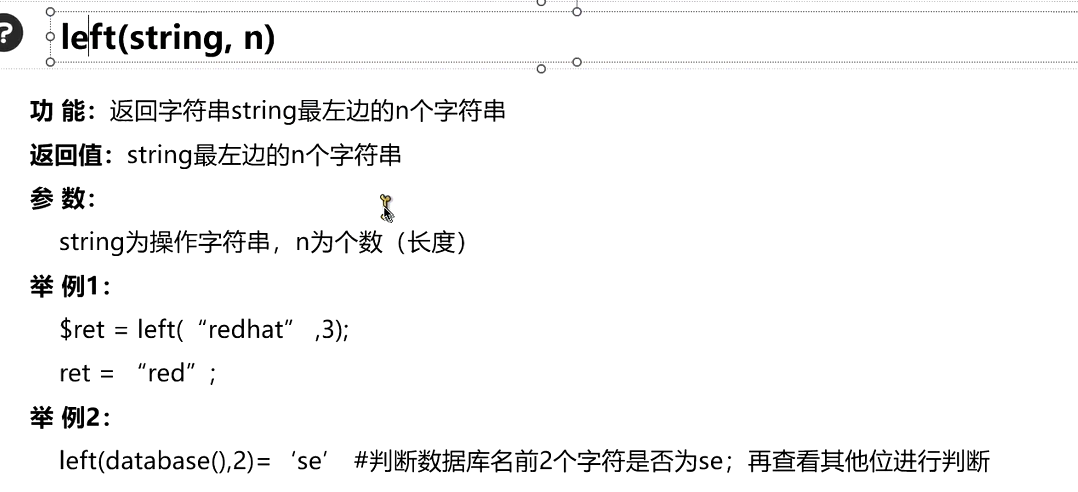 ?
left(string, n)
功 能：返回字符串string最左边的n个字符串
返回值：string最左边的n个字符串
参 数：
string为操作字符串，n为个数（长度）
举 例1：
$ret = left(“redhat” ,3);
ret = “red”;
举 例2：
left(database(),2)= ‘se’ #判断数据库名前2个字符是否为se；再查看其他位进行判断